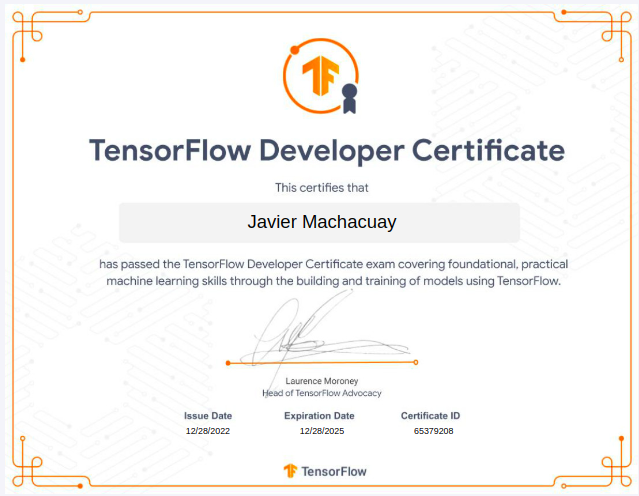 TensorFlow Developer Certificate
This certifies that
Javier Machacuay
has passed the TensorFlow Developer Certificate exam covering foundational, practical
machine learning skills through the building and training of models using TensorFlow.
Laurence Moroney
Head of TensorFlow Advocacy
Issue Date Expiration Date Certificate ID
12/28/2022 12/28/2025 65379208
TensorFlow